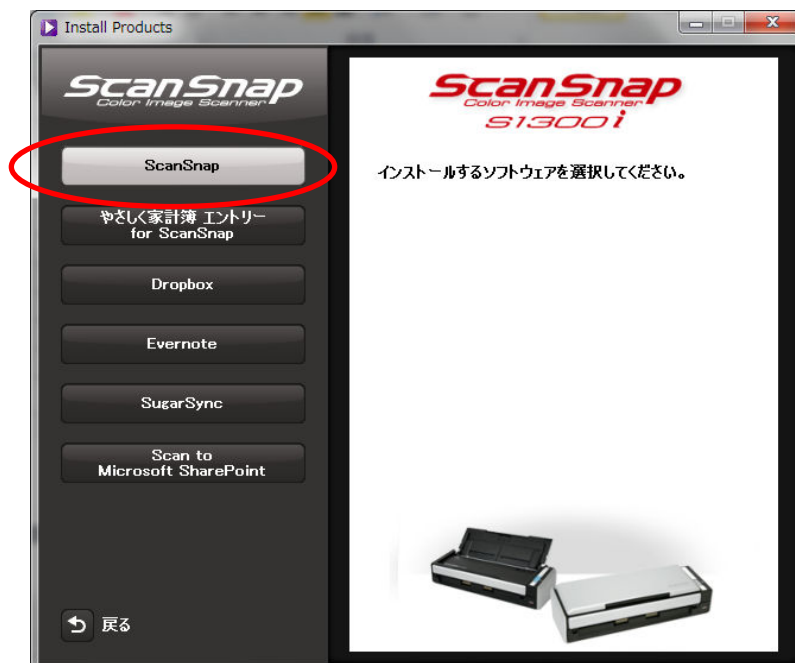 Install Products
ScanSnap
Color Image Scanner
ScanSnap
やさしく家計簿 エントリー
for ScanSnap
Dropbox
Evernote
SugarSync
Scan to
Microsoft SharePoint
戻る
ScanSnap
Color Image Scanner
S1300i
インストールするソフトウェアを選択してください。